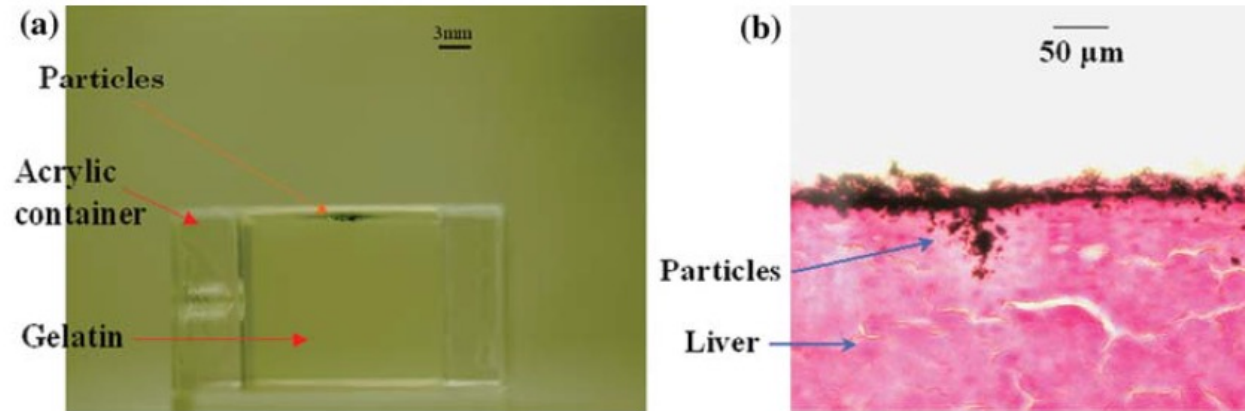 (a)
3mm
Particles
Acrylic
container
Gelatin
(b)
50 µm
Particles
Liver